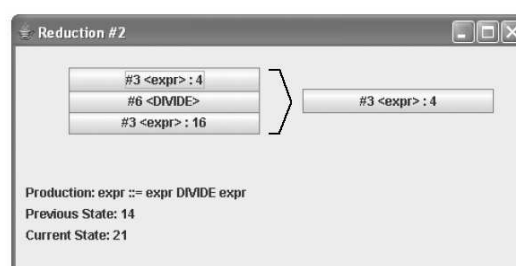 Reduction #2
#3 <expr> : 4
#6 <DIVIDE>
#3 <expr> : 16
#3 <expr> : 4
Production: expr ::= expr DIVIDE expr
Previous State: 14
Current State: 21